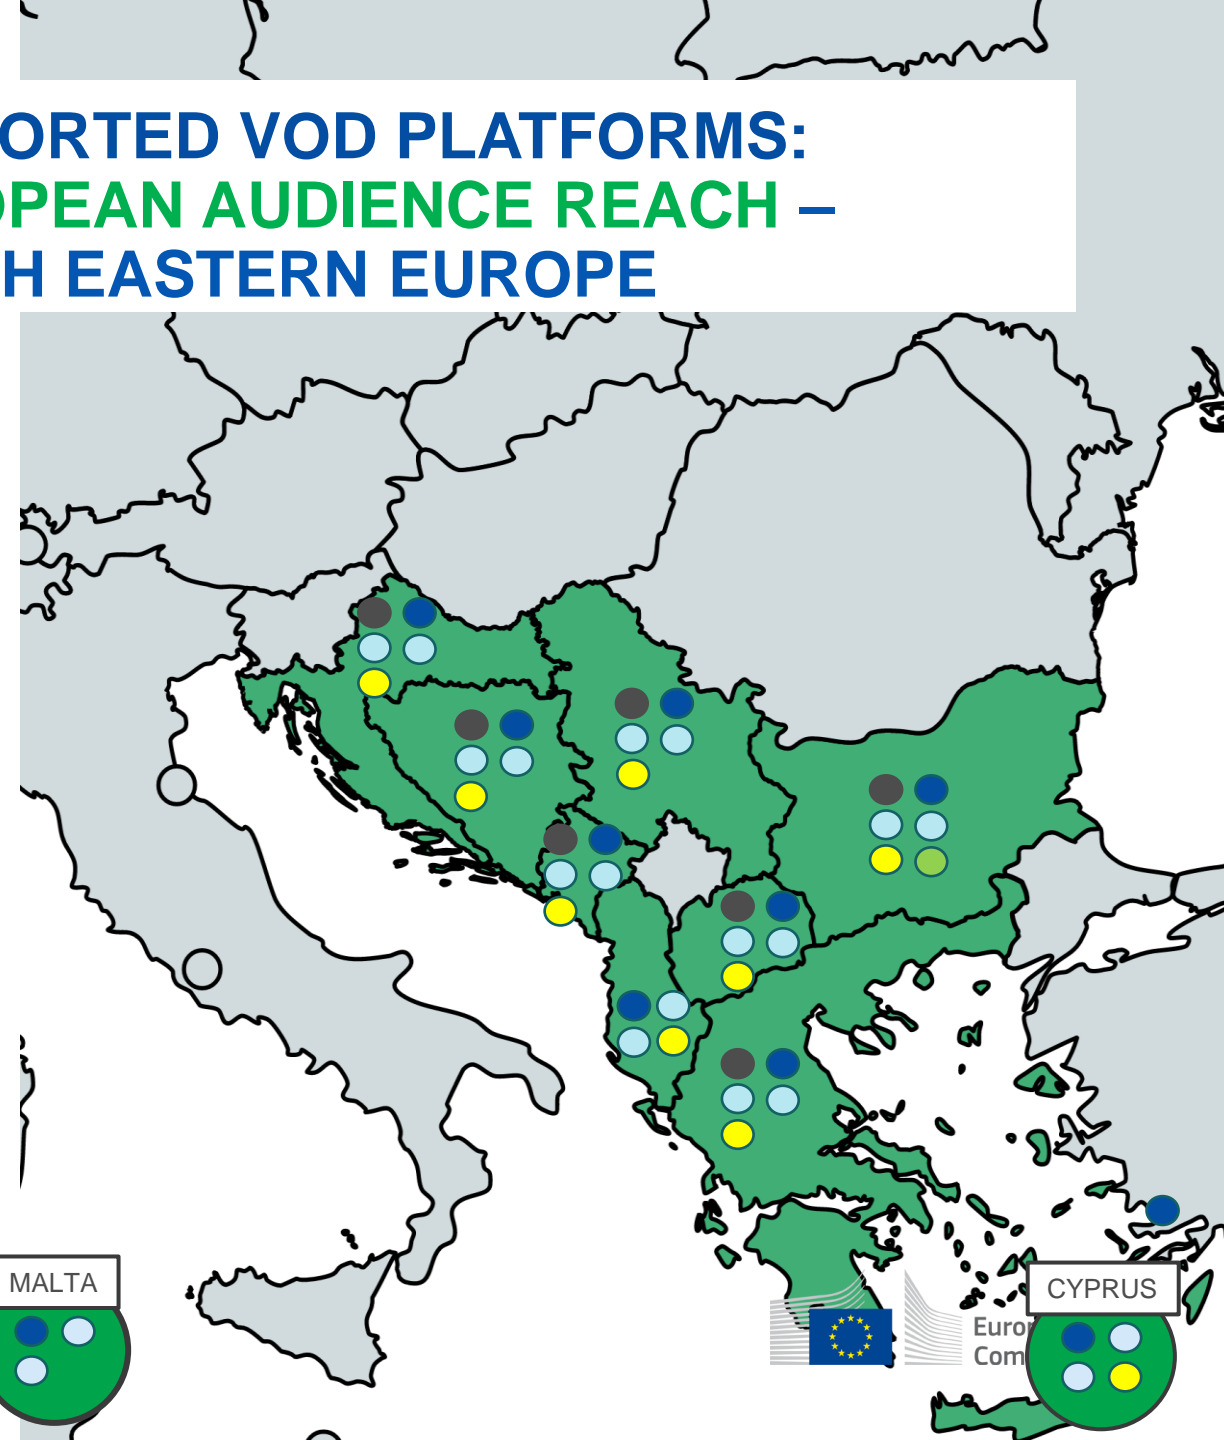 ORTED VOD PLATFORMS:
OPEAN AUDIENCE REACH –
H EASTERN EUROPE
MALTA
CYPRUS
Euro
Com